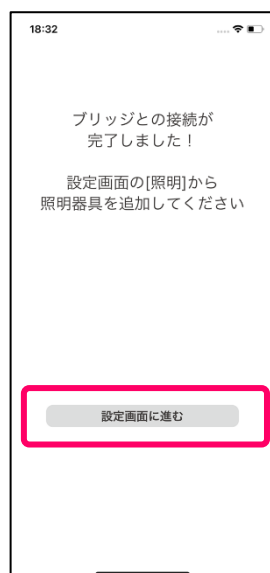 18:32
ブリッジとの接続が
完了しました！
設定画面の[照明]から
照明器具を追加してください
設定画面に進む